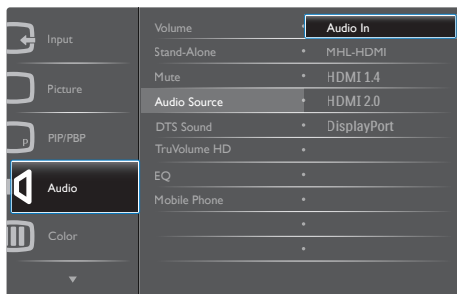 Input
Picture
P
PIP/PBP
Audio
Color
Volume
Stand-Alone
Mute
Audio Source
DTS Sound
TruVolume HD
EQ
Mobile Phone
Audio In
MHL-HDMI
HDMI 1.4
HDMI 2.0
DisplayPort